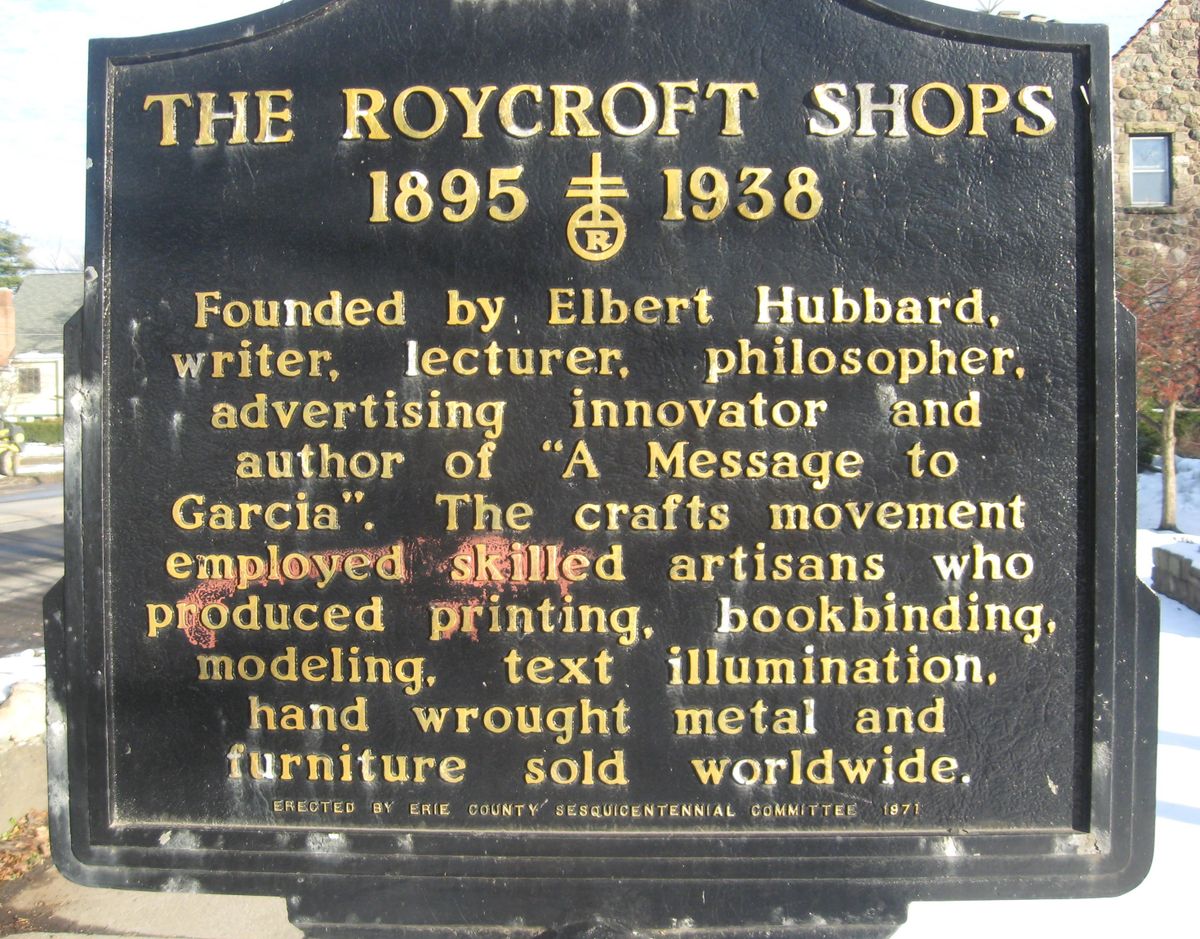 THE ROYCROFT SHOPS
1895 R 1938
Founded by Elbert Hubbard,
writer, lecturer, philosopher,
advertising innovator and
author of "A Message to
Garcia". The crafts movement
employed skilled artisans who
produced printing, bookbinding,
modeling, text illumination,
hand wrought metal and
furniture sold worldwide.
ERECTED BY ERIE COUNTY SESQUICENTENNIAL COMMITTEE 1971